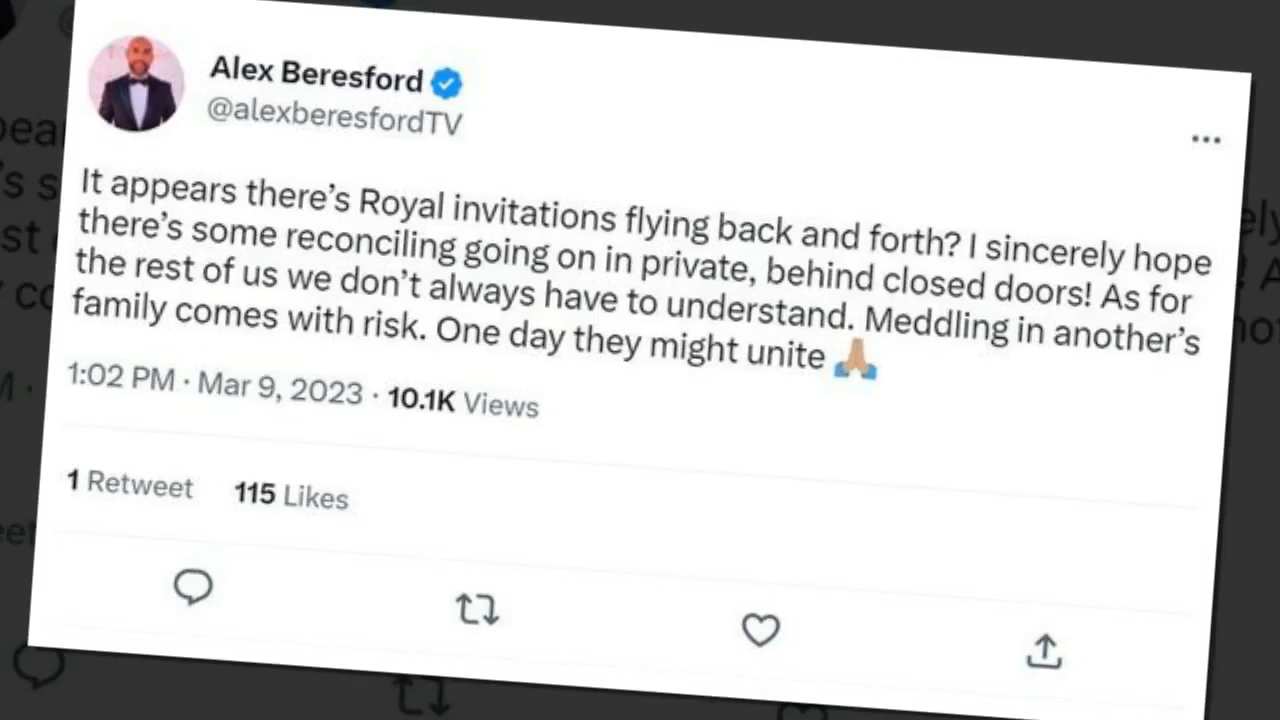 Alex Beresford
@alexberesfordTV
It appears there’s Royal invitations flying back and forth? I sincerely hope
there’s some reconciling going on in private, behind closed doors! As for
the rest of us we don’t always have to understand. Meddling in another’s
family comes with risk. One day they might unite 🙏🏼
1:02 PM · Mar 9, 2023 · 10.1K Views
1 Retweet 115 Likes